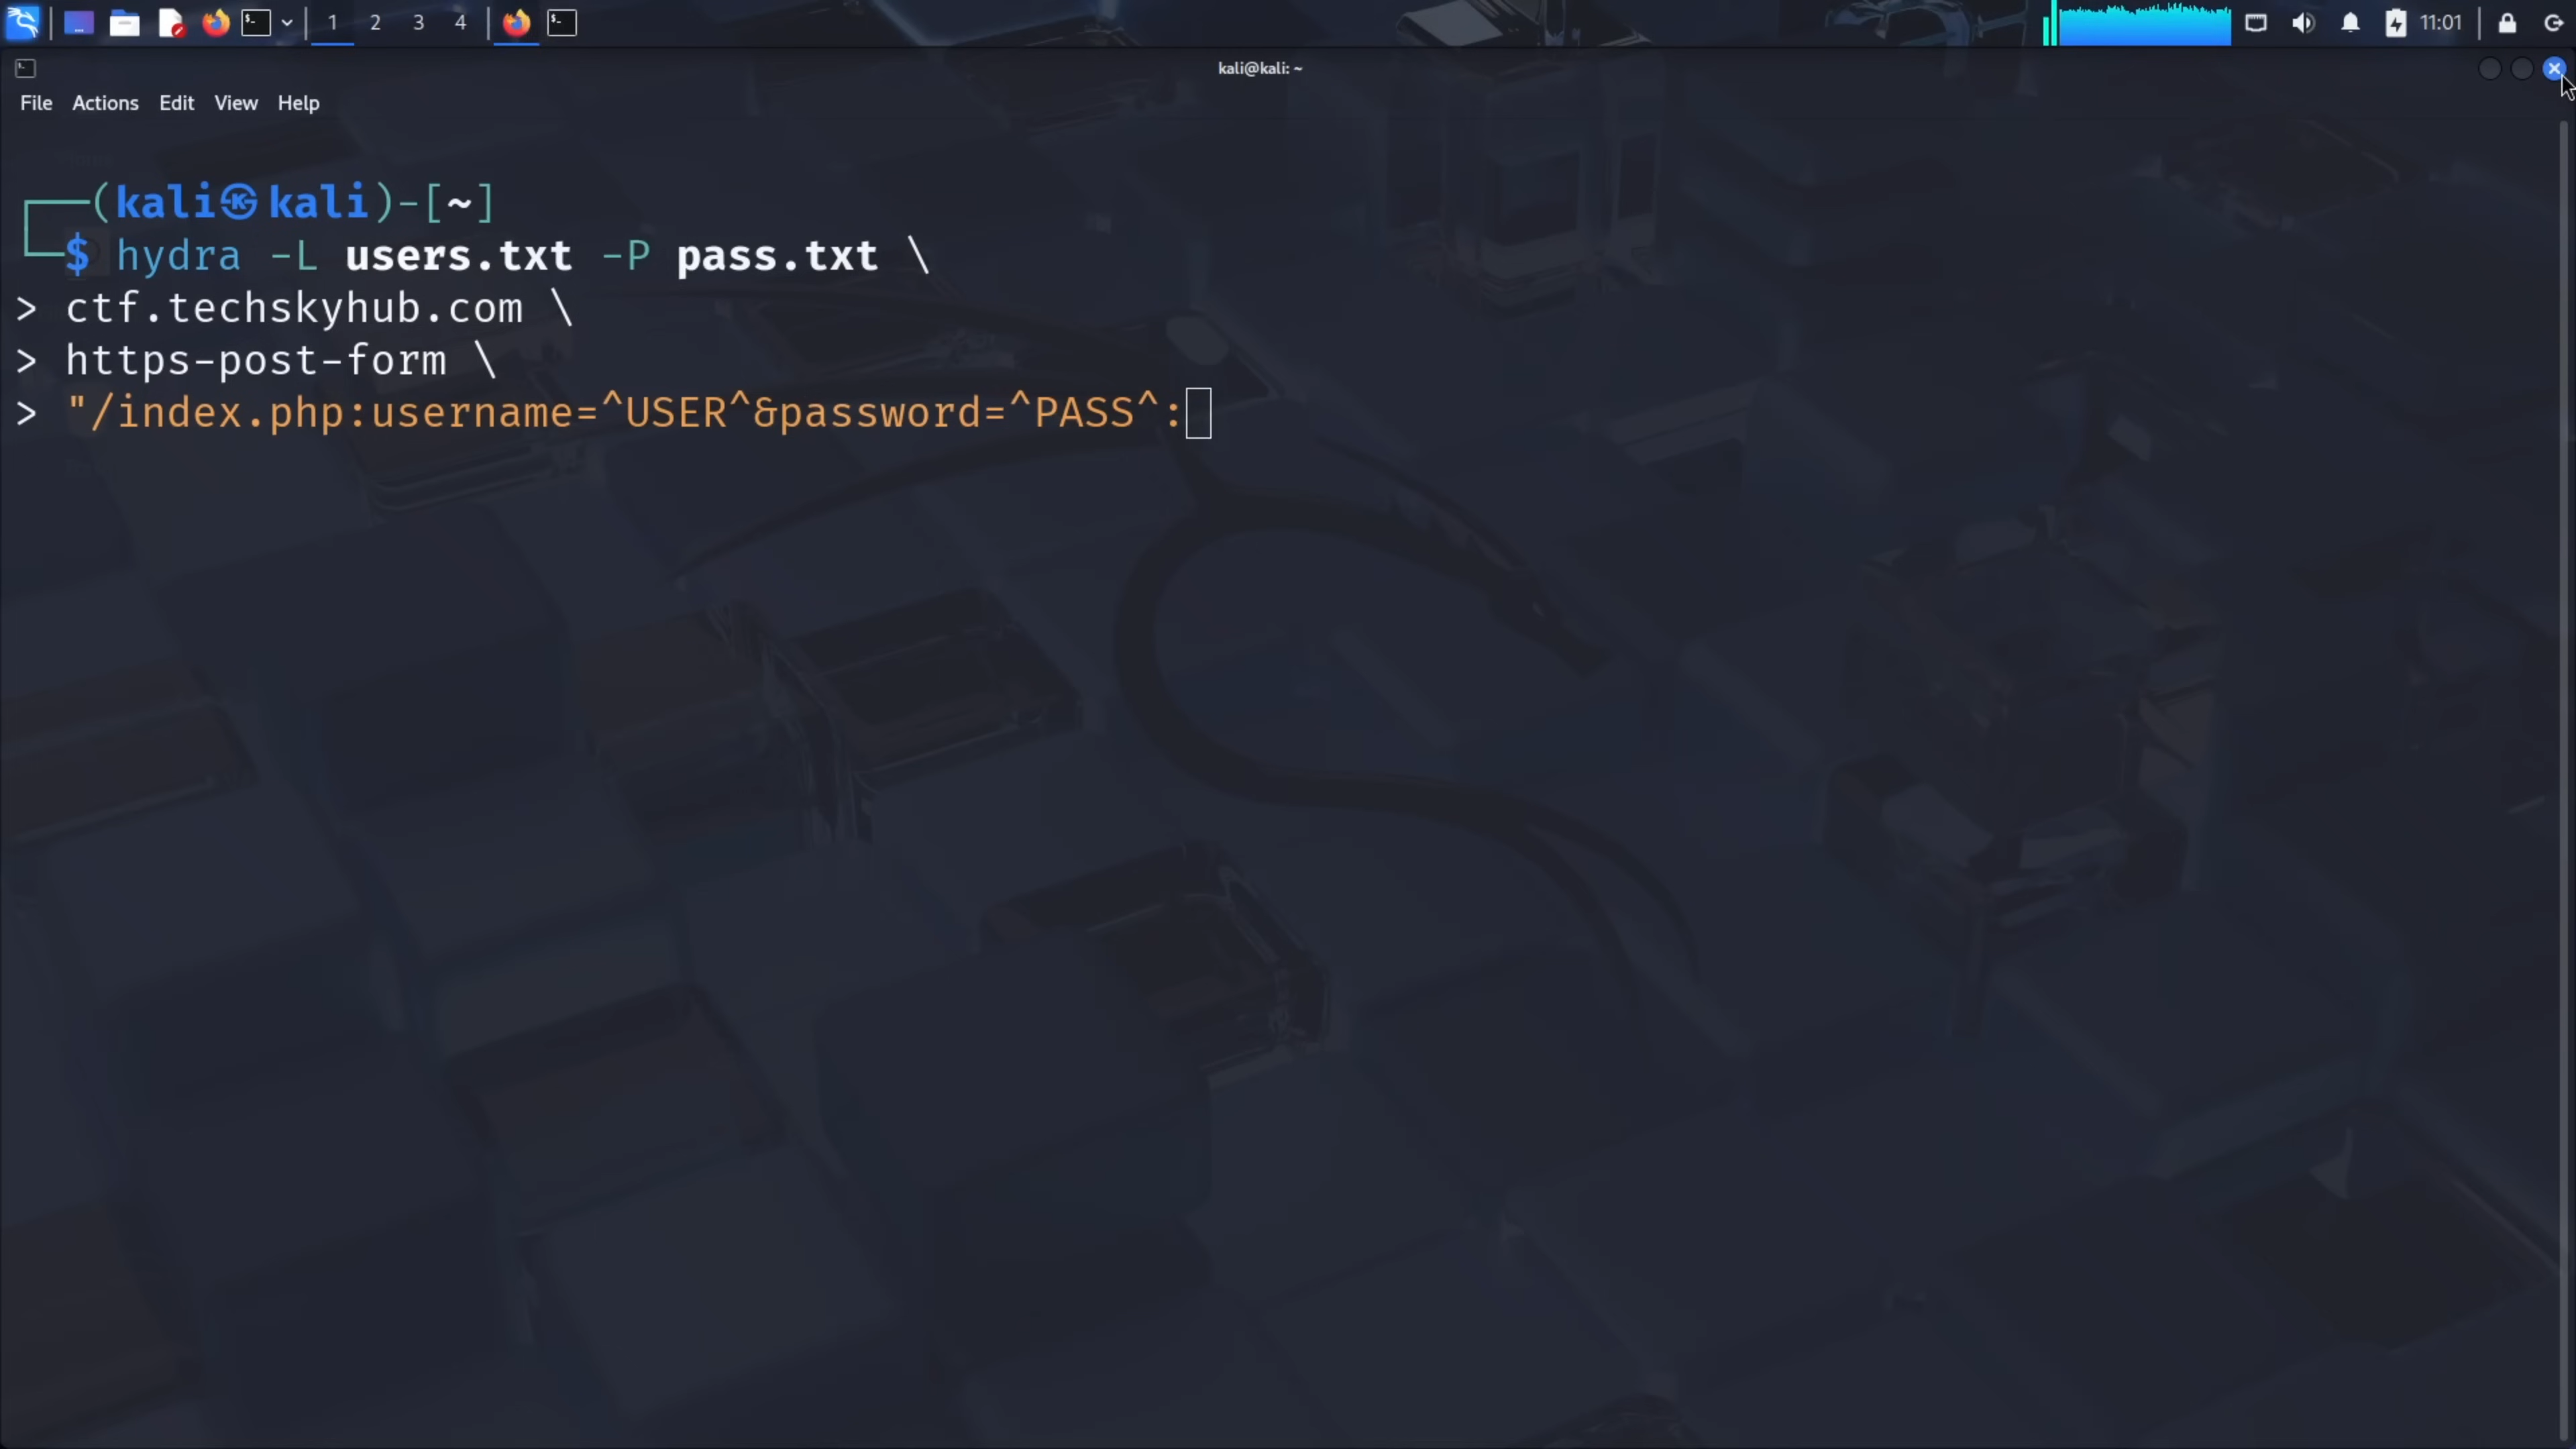 1 2 3 4 11:01
kali@kali: ~
File Actions Edit View Help
┌──(kali㉿kali)-[~]
└─$ hydra -L users.txt -P pass.txt \
> ctf.techskyhub.com \
> https-post-form \
> "/index.php:username=^USER^&password=^PASS^: